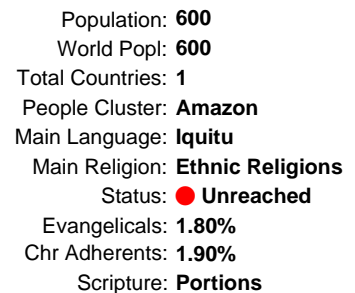 Population: 600
World Popl: 600
Total Countries: 1
People Cluster: Amazon
Main Language: Iquitu
Main Religion: Ethnic Religions
Status: Unreached
Evangelicals: 1.80%
Chr Adherents: 1.90%
Scripture: Portions